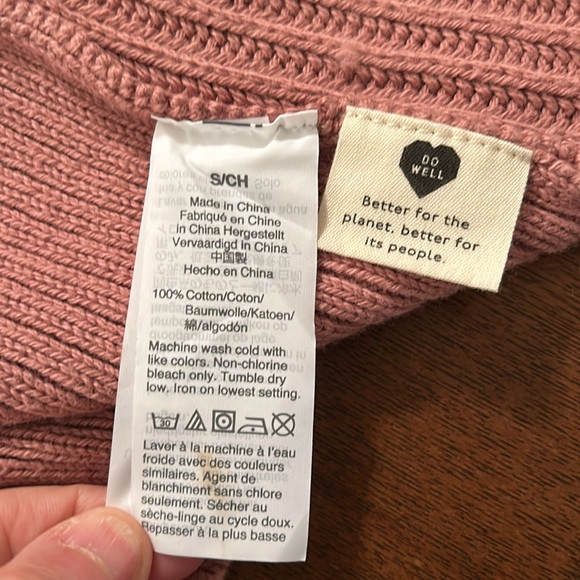 S/CH
Made in China
Fabriqué en Chine
in China Hergestellt
Vervaardigd in China
中国製
Hecho en China
100% Cotton/Coton/
Baumwolle/Katoen/
綿/algodón
Machine wash cold with
like colors. Non-chlorine
bleach only. Tumble dry
low. Iron on lowest setting.
30
Laver à la machine à l'eau
froide avec des couleurs
similaires. Agent de
blanchiment sans chlore
seulement. Sécher au
sèche-linge au cycle doux.
Repasser à la plus basse
DO
WELL
Better for the
planet, better for
its people.